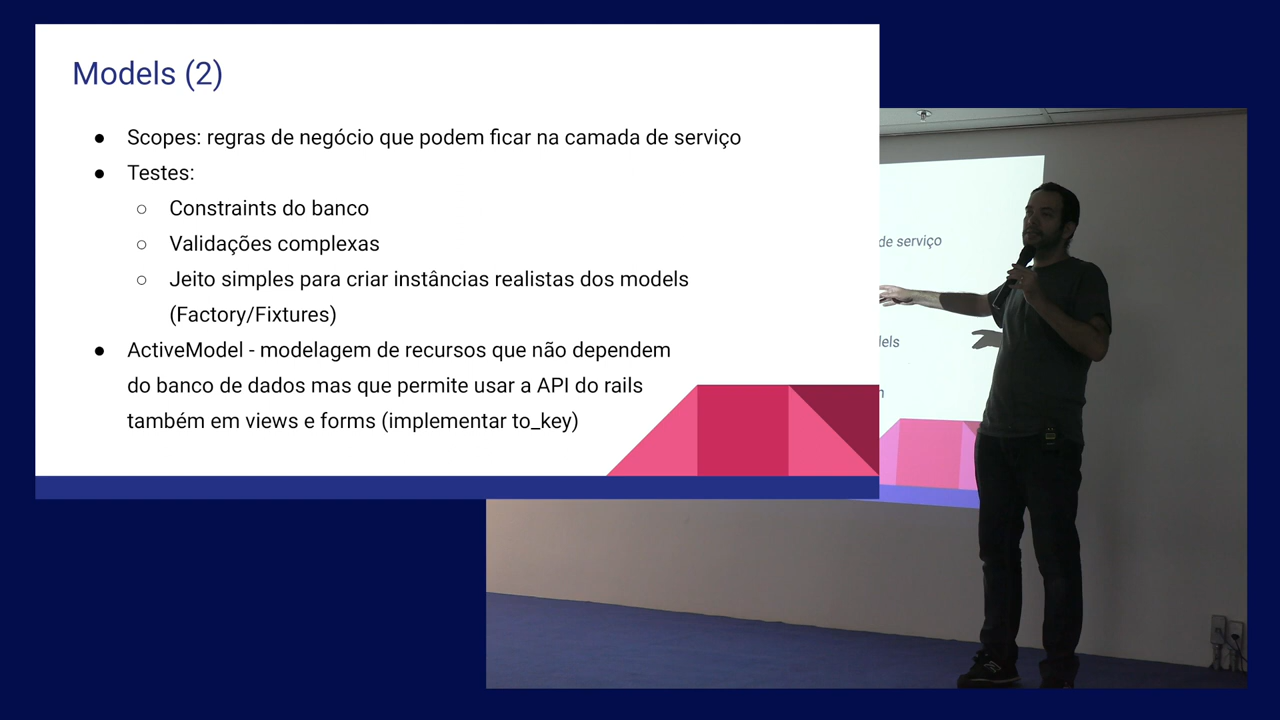 Models (2)
● Scopes: regras de negócio que podem ficar na camada de serviço
● Testes:
○ Constraints do banco
○ Validações complexas
○ Jeito simples para criar instâncias realistas dos models
(Factory/Fixtures)
● ActiveModel - modelagem de recursos que não dependem
do banco de dados mas que permite usar a API do rails
também em views e forms (implementar to_key)
de serviço
dels